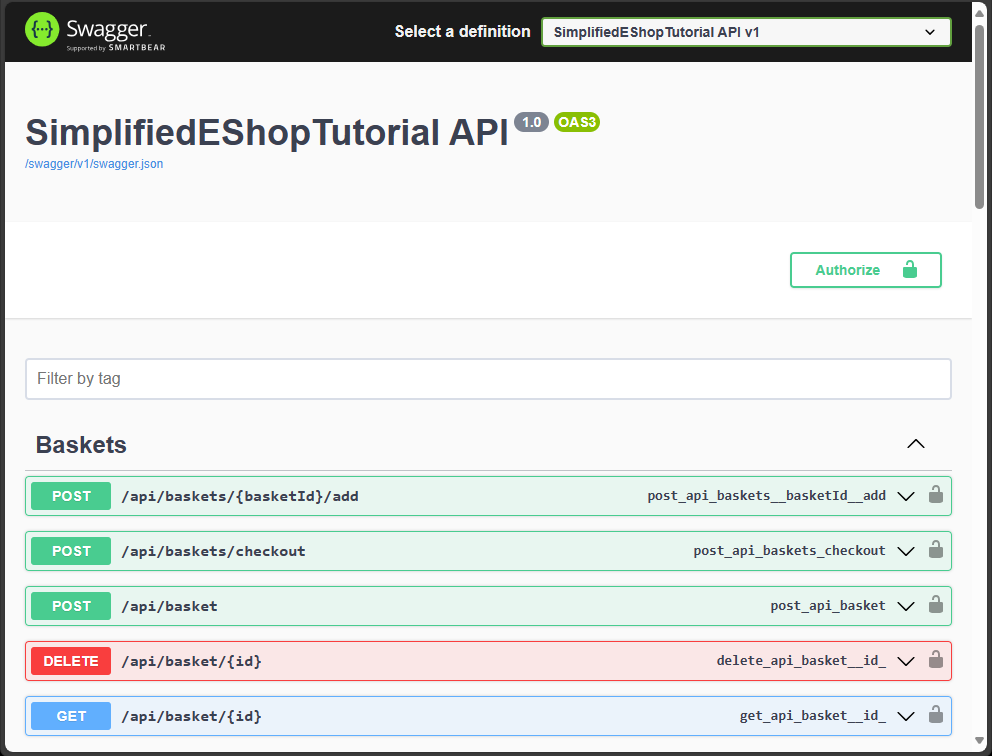 Swagger
Supported by SMARTBEAR
Select a definition
SimplifiedEShopTutorial API v1
SimplifiedEShopTutorial API 1.0 OAS3
/swagger/v1/swagger.json
Authorize
Filter by tag
Baskets
POST /api/baskets/{basketId}/add post_api_baskets__basketId__add
POST /api/baskets/checkout post_api_baskets_checkout
POST /api/basket post_api_basket
DELETE /api/basket/{id} delete_api_basket__id_
GET /api/basket/{id} get_api_basket__id_